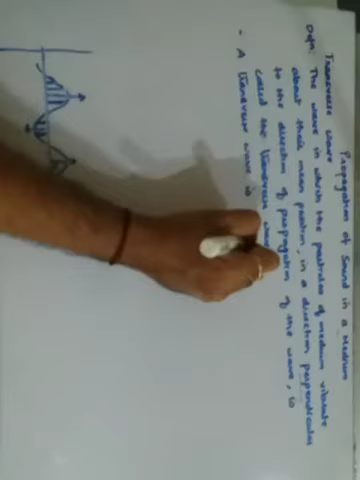 Propagation of Sound in a Medium
Transverse wave
Defn: The wave in which the particles of medium vibrate
about their mean position, in a direction perpendicular
to the direction of propagation of the wave, is
called the transverse wave
- A transverse wave is